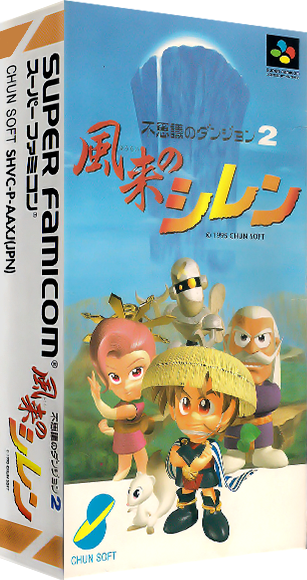 SUPER FAMICOM®
スーパーファミコン®
CHUN SOFT SHVC-P-AAXJ(JPN)
不思議のダンジョン2
風来の
シレン
不思議のダンジョン2
風来の
シレン
© 1995 CHUN SOFT
CHUN SOFT